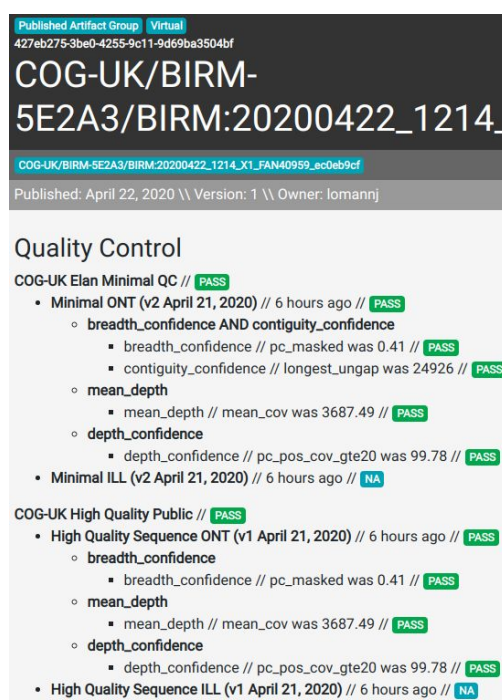 Published Artifact Group Virtual
427eb275-3be0-4255-9c11-9d69ba3504bf
COG-UK/BIRM-
5E2A3/BIRM:20200422_1214_
COG-UK/BIRM-5E2A3/BIRM:20200422_1214_X1_FAN40959_ec0eb9cf
Published: April 22, 2020 \\ Version: 1 \\ Owner: lomannj
Quality Control
COG-UK Elan Minimal QC // PASS
• Minimal ONT (v2 April 21, 2020) // 6 hours ago // PASS
◦ breadth_confidence AND contiguity_confidence
▪ breadth_confidence // pc_masked was 0.41 // PASS
▪ contiguity_confidence // longest_ungap was 24926 // PASS
◦ mean_depth
▪ mean_depth // mean_cov was 3687.49 // PASS
◦ depth_confidence
▪ depth_confidence // pc_pos_cov_gte20 was 99.78 // PASS
• Minimal ILL (v2 April 21, 2020) // 6 hours ago // NA
COG-UK High Quality Public // PASS
• High Quality Sequence ONT (v1 April 21, 2020) // 6 hours ago // PASS
◦ breadth_confidence
▪ breadth_confidence // pc_masked was 0.41 // PASS
◦ mean_depth
▪ mean_depth // mean_cov was 3687.49 // PASS
◦ depth_confidence
▪ depth_confidence // pc_pos_cov_gte20 was 99.78 // PASS
• High Quality Sequence ILL (v1 April 21, 2020) // 6 hours ago // NA